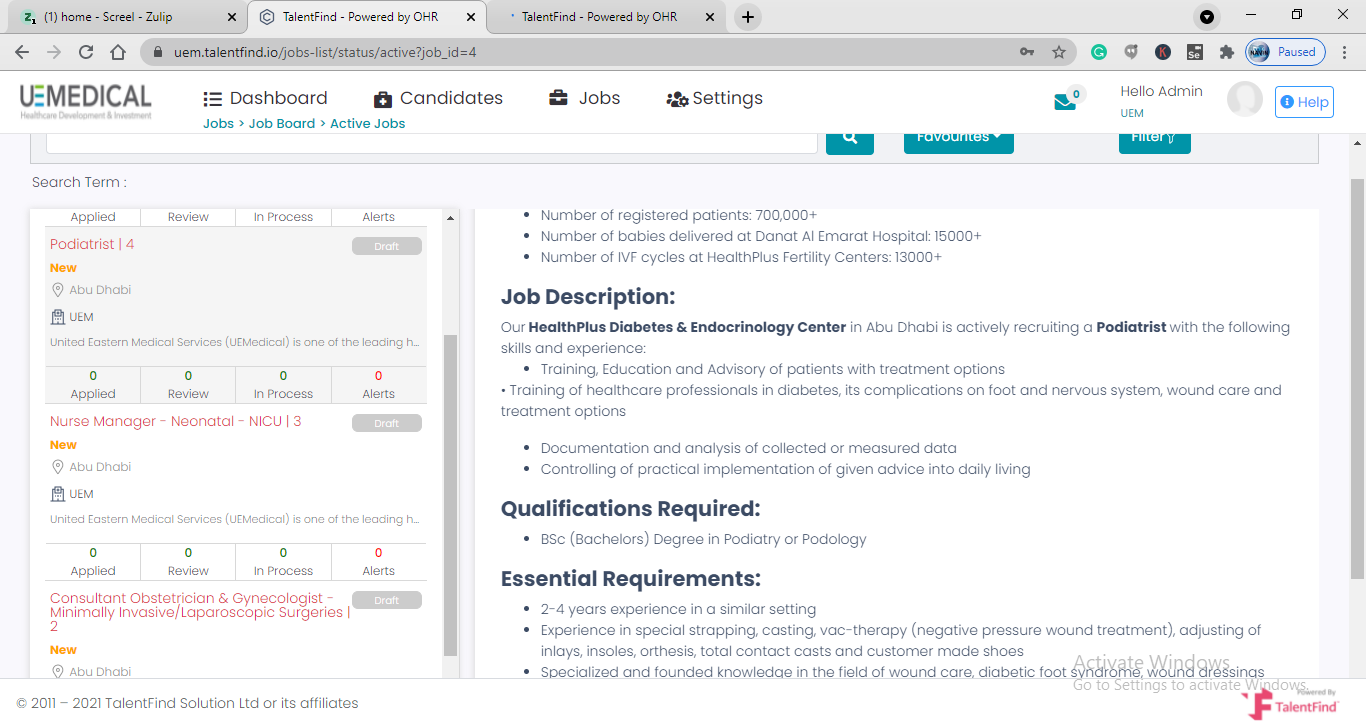 (1) home - Screel - Zulip
TalentFind - Powered by OHR
TalentFind - Powered by OHR
uem.talentfind.io/jobs-list/status/active?job_id=4
Paused
UEMEDICAL
Healthcare Development & Investment
Dashboard
Candidates
Jobs
Settings
Jobs > Job Board > Active Jobs
0
Hello Admin
UEM
Help
Favourites
Filter
Search Term :
Applied Review In Process Alerts
Podiatrist | 4
Draft
New
Abu Dhabi
UEM
United Eastern Medical Services (UEMedical) is one of the leading h...
0 0 0 0
Applied Review In Process Alerts
Nurse Manager - Neonatal - NICU | 3
Draft
New
Abu Dhabi
UEM
United Eastern Medical Services (UEMedical) is one of the leading h...
0 0 0 0
Applied Review In Process Alerts
Consultant Obstetrician & Gynecologist -
Minimally Invasive/Laparoscopic Surgeries |
2
Draft
New
Abu Dhabi
• Number of registered patients: 700,000+
• Number of babies delivered at Danat Al Emarat Hospital: 15000+
• Number of IVF cycles at HealthPlus Fertility Centers: 13000+
Job Description:
Our HealthPlus Diabetes & Endocrinology Center in Abu Dhabi is actively recruiting a Podiatrist with the following
skills and experience:
• Training, Education and Advisory of patients with treatment options
• Training of healthcare professionals in diabetes, its complications on foot and nervous system, wound care and
treatment options
• Documentation and analysis of collected or measured data
• Controlling of practical implementation of given advice into daily living
Qualifications Required:
• BSc (Bachelors) Degree in Podiatry or Podology
Essential Requirements:
• 2-4 years experience in a similar setting
• Experience in special strapping, casting, vac-therapy (negative pressure wound treatment), adjusting of
inlays, insoles, orthesis, total contact casts and customer made shoes
• Specialized and founded knowledge in the field of wound care, diabetic foot syndrome, wound dressings
Activate Windows
Go to Settings to activate Windows.
© 2011 – 2021 TalentFind Solution Ltd or its affiliates
Powered By
TalentFind